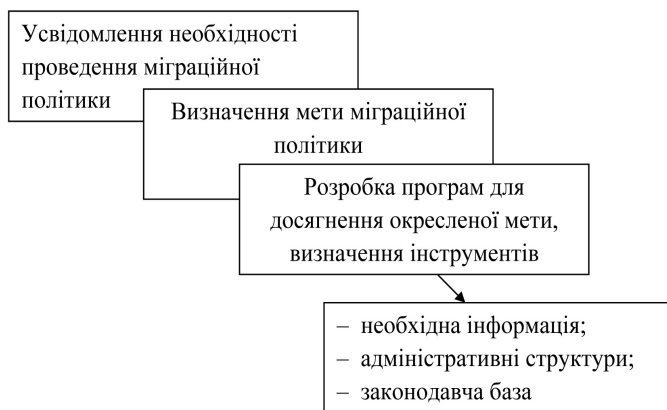 Усвідомлення необхідності
проведення міграційної
політики
Визначення мети міграційної
політики
Розробка програм для
досягнення окресленої мети,
визначення інструментів
– необхідна інформація;
– адміністративні структури;
– законодавча база